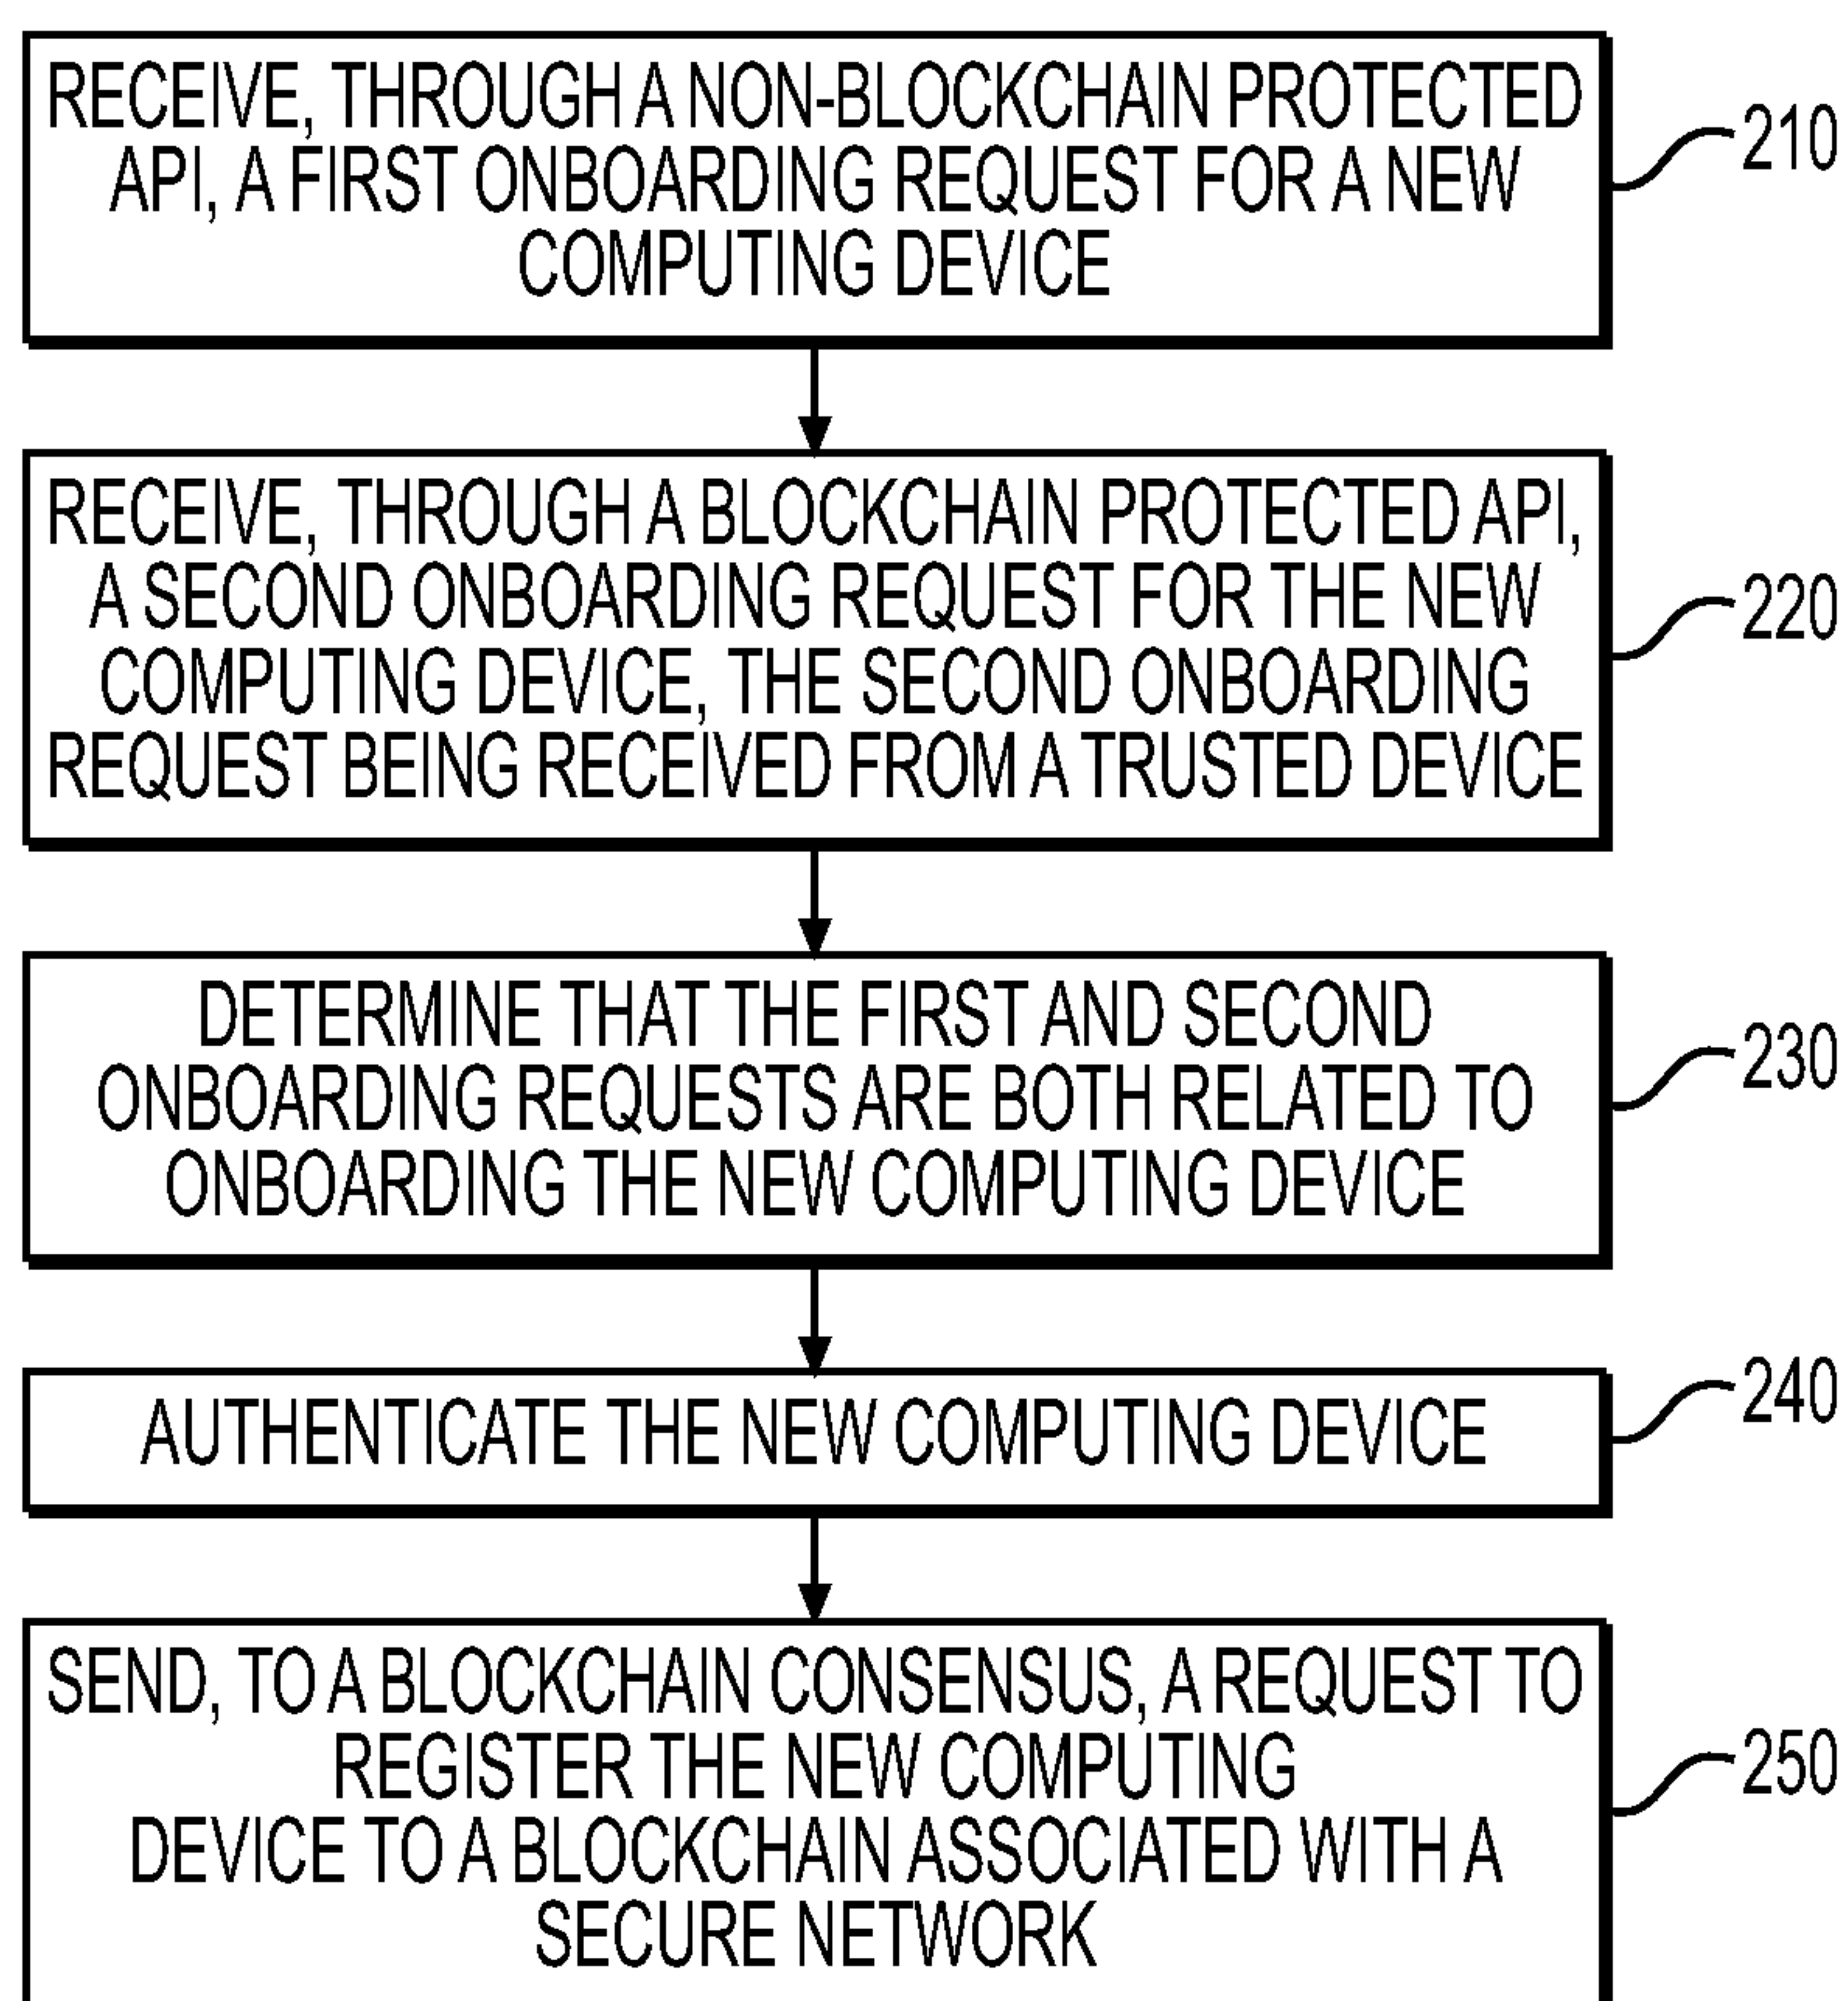 RECEIVE, THROUGH A NON-BLOCKCHAIN PROTECTED
API, A FIRST ONBOARDING REQUEST FOR A NEW
COMPUTING DEVICE
210
RECEIVE, THROUGH A BLOCKCHAIN PROTECTED API,
A SECOND ONBOARDING REQUEST FOR THE NEW
COMPUTING DEVICE, THE SECOND ONBOARDING
REQUEST BEING RECEIVED FROM A TRUSTED DEVICE
220
DETERMINE THAT THE FIRST AND SECOND
ONBOARDING REQUESTS ARE BOTH RELATED TO
ONBOARDING THE NEW COMPUTING DEVICE
230
AUTHENTICATE THE NEW COMPUTING DEVICE
240
SEND, TO A BLOCKCHAIN CONSENSUS, A REQUEST TO
REGISTER THE NEW COMPUTING
DEVICE TO A BLOCKCHAIN ASSOCIATED WITH A
SECURE NETWORK
250